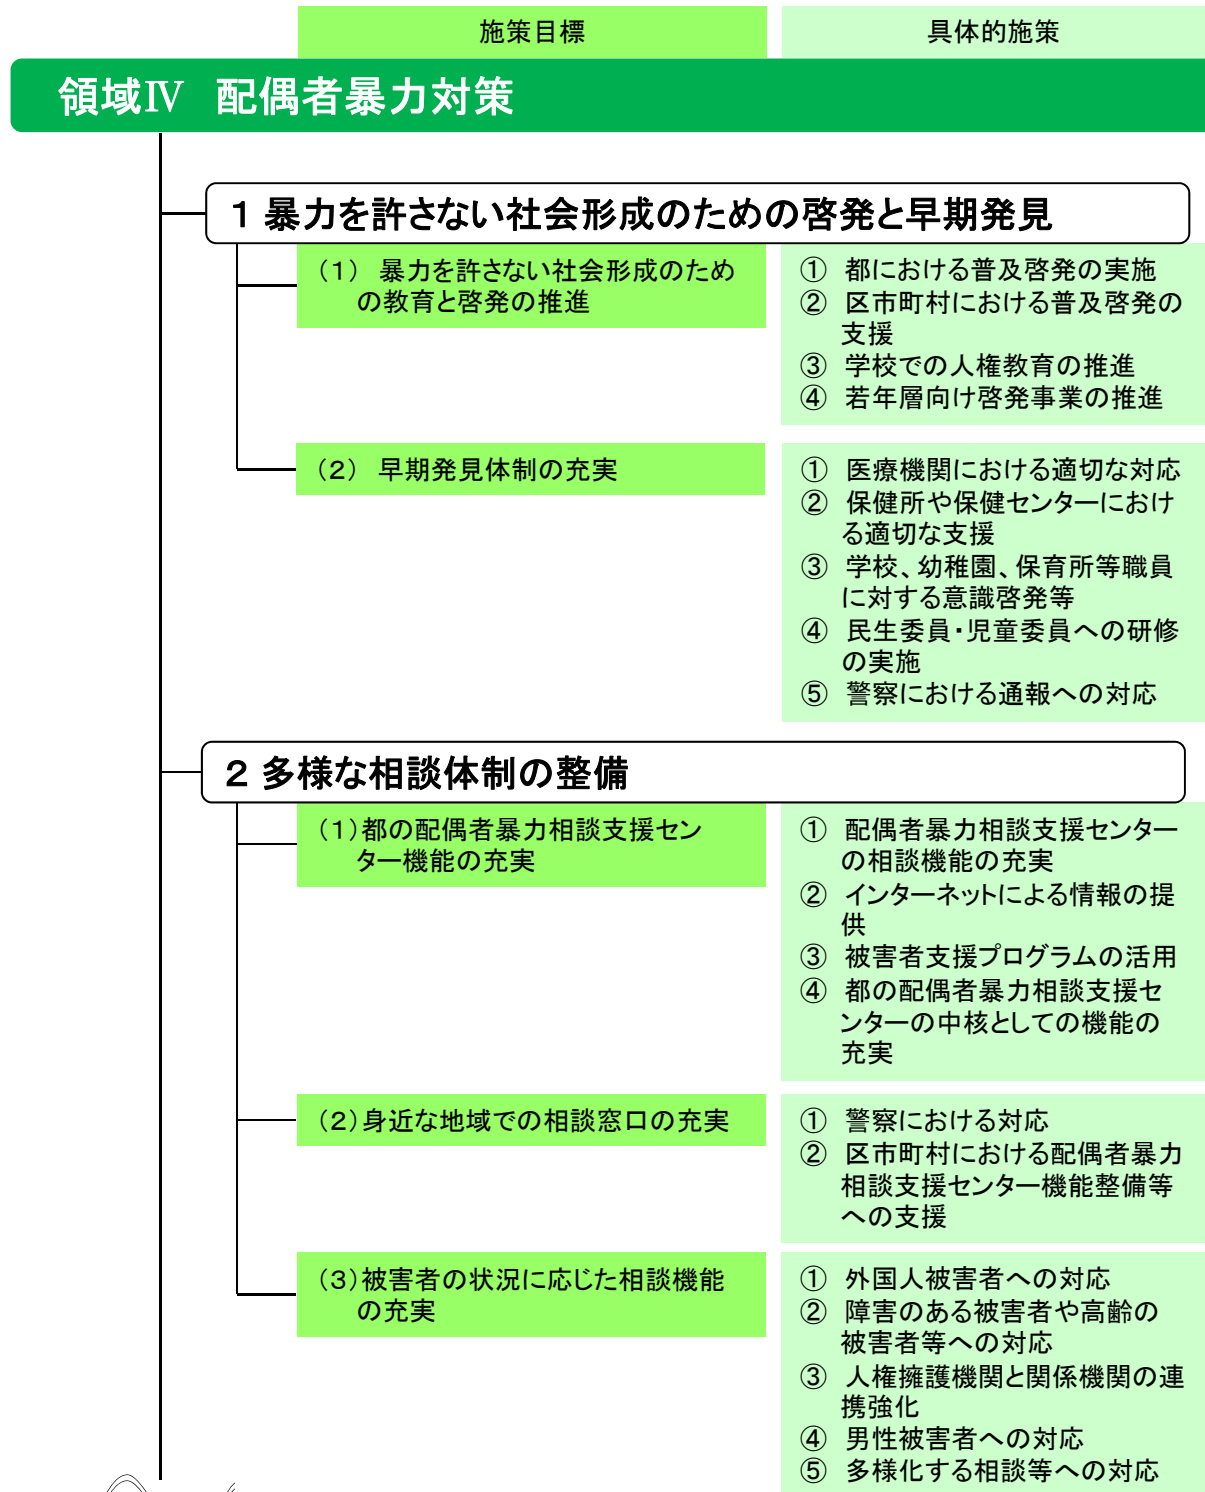 施策目標
具体的施策
領域Ⅳ 配偶者暴力対策
1 暴力を許さない社会形成のための啓発と早期発見
(1) 暴力を許さない社会形成のため
の教育と啓発の推進
① 都における普及啓発の実施
② 区市町村における普及啓発の
支援
③ 学校での人権教育の推進
④ 若年層向け啓発事業の推進
(2) 早期発見体制の充実
① 医療機関における適切な対応
② 保健所や保健センターにおけ
る適切な支援
③ 学校、幼稚園、保育所等職員
に対する意識啓発等
④ 民生委員・児童委員への研修
の実施
⑤ 警察における通報への対応
2 多様な相談体制の整備
(1)都の配偶者暴力相談支援セン
ター機能の充実
① 配偶者暴力相談支援センター
の相談機能の充実
② インターネットによる情報の提
供
③ 被害者支援プログラムの活用
④ 都の配偶者暴力相談支援セ
ンターの中核としての機能の
充実
(2)身近な地域での相談窓口の充実
① 警察における対応
② 区市町村における配偶者暴力
相談支援センター機能整備等
への支援
(3)被害者の状況に応じた相談機能
の充実
① 外国人被害者への対応
② 障害のある被害者や高齢の
被害者等への対応
③ 人権擁護機関と関係機関の連
携強化
④ 男性被害者への対応
⑤ 多様化する相談等への対応